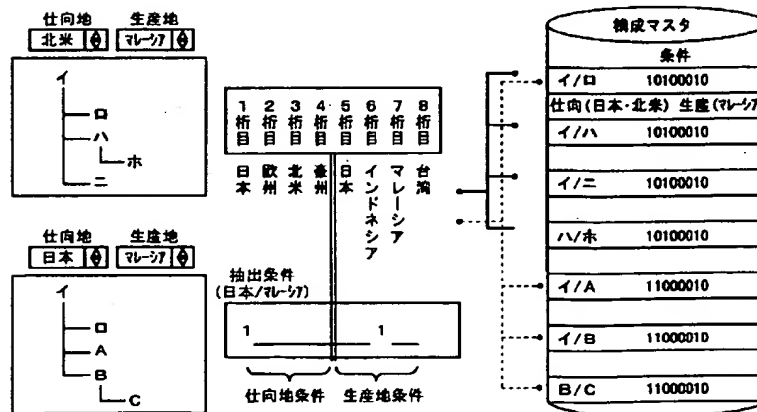 仕向地 生産地
北米 マレーシア
イ
ロ
ハ
ホ
ニ
仕向地 生産地
日本 マレーシア
イ
ロ
A
B
C
1桁目 2桁目 3桁目 4桁目 5桁目 6桁目 7桁目 8桁目
日本 欧州 北米 豪州 日本 インドネシア マレーシア 台湾
抽出条件
(日本/マレーシア)
1 1
仕向地条件 生産地条件
構成マスタ
条件
イ/ロ 10100010
仕向(日本・北米) 生産(マレーシア
イ/ハ 10100010
イ/ニ 10100010
ハ/ホ 10100010
イ/A 11000010
イ/B 11000010
B/C 11000010